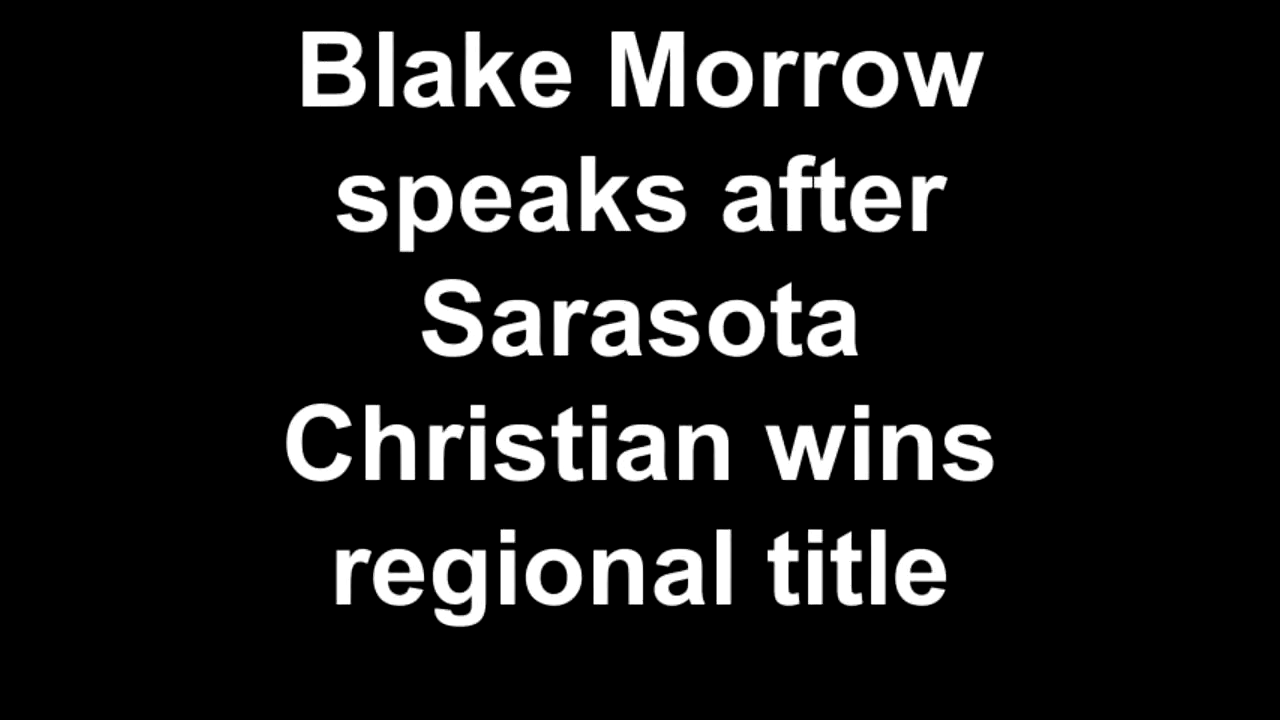 Blake Morrow
speaks after
Sarasota
Christian wins
regional title